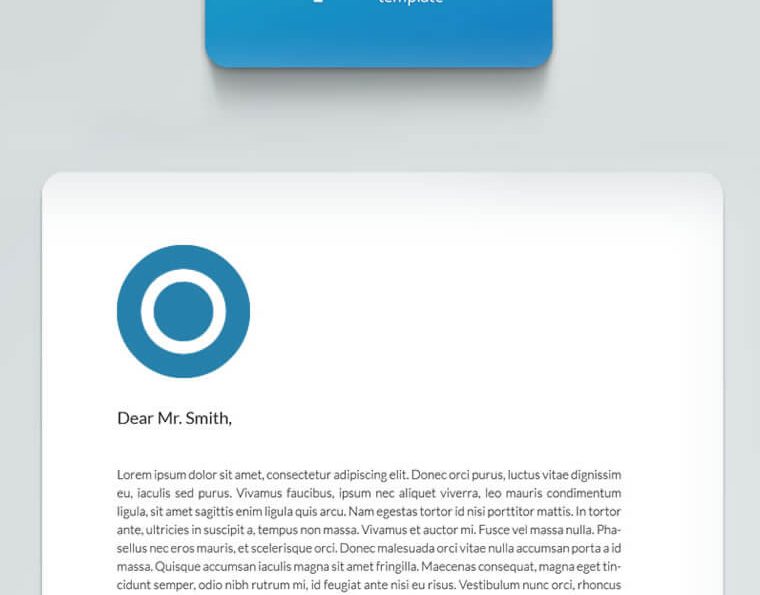 template
Dear Mr. Smith,
Lorem ipsum dolor sit amet, consectetur adipiscing elit. Donec orci purus, luctus vitae dignissim
eu, iaculis sed purus. Vivamus faucibus, ipsum nec aliquet viverra, leo mauris condimentum
ligula, sit amet sagittis enim ligula quis arcu. Nam egestas tortor id nisi porttitor mattis. In tortor
ante, ultricies in suscipit a, tempus non massa. Vivamus et auctor mi. Fusce vel massa nulla. Pha-
sellus nec eros mauris, et scelerisque orci. Donec malesuada orci vitae nulla accumsan porta a id
massa. Quisque accumsan iaculis magna sit amet fringilla. Maecenas consequat, magna eget tin-
cidunt semper, odio nibh rutrum mi, id feugiat ante nisi eu risus. Vestibulum nunc orci, rhoncus